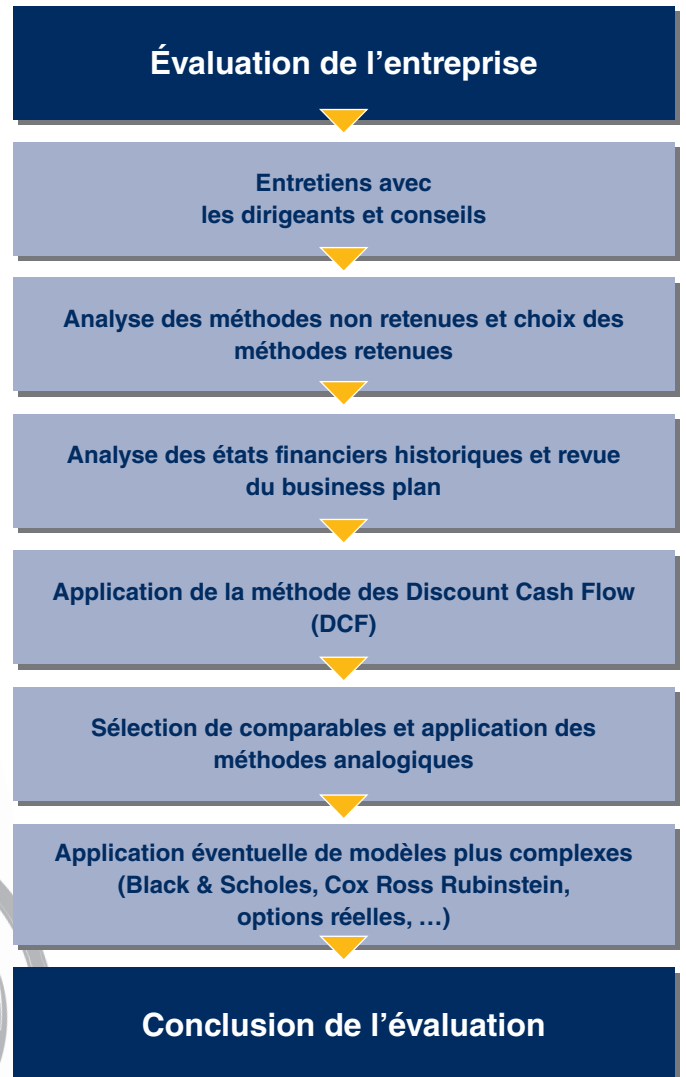 Évaluation de l’entreprise
Entretiens avec
les dirigeants et conseils
Analyse des méthodes non retenues et choix des
méthodes retenues
Analyse des états financiers historiques et revue
du business plan
Application de la méthode des Discount Cash Flow
(DCF)
Sélection de comparables et application des
méthodes analogiques
Application éventuelle de modèles plus complexes
(Black & Scholes, Cox Ross Rubinstein,
options réelles, …)
Conclusion de l’évaluation